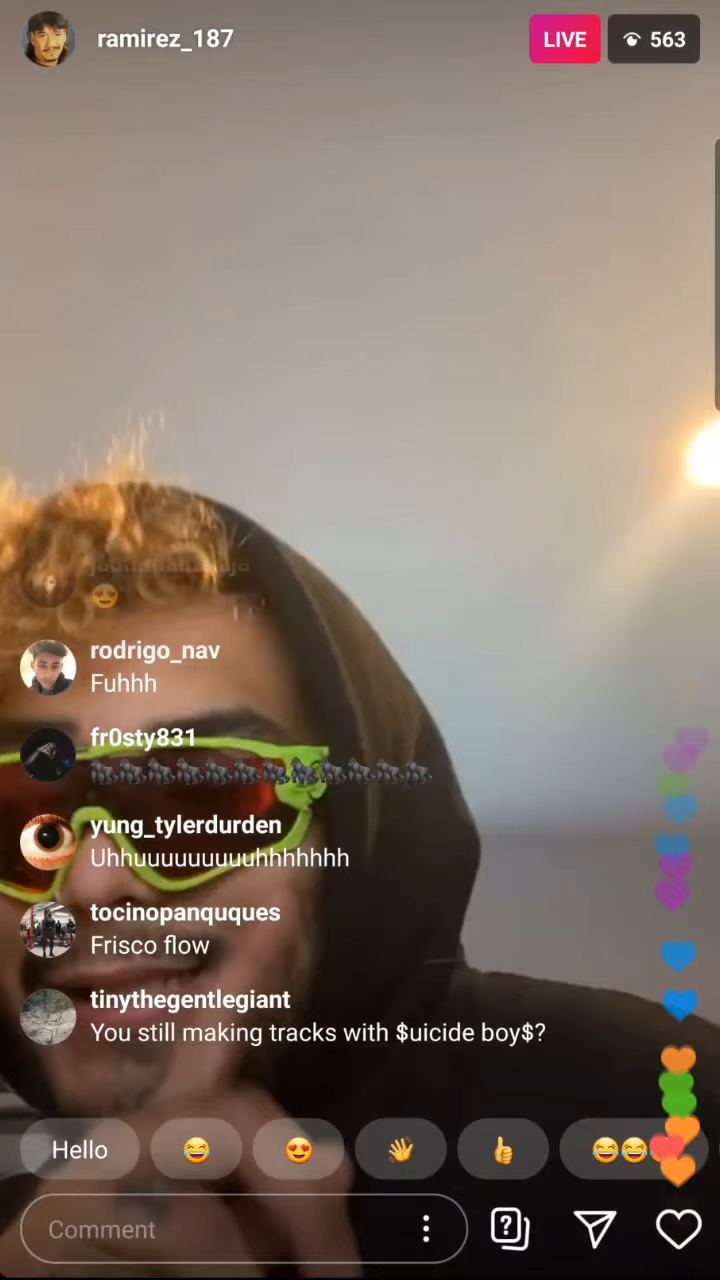 ramirez_187
LIVE
563
rodrigo_nav
Fuhhh
fr0sty831
🦍🦍🦍🦍🦍🦍🦍🦍🦍🦍🦍🦍
yung_tylerdurden
Uhhuuuuuuuuuhhhhhhh
tocinopanquques
Frisco flow
tinythegentlegiant
You still making tracks with $uicide boy$?
Hello
Comment